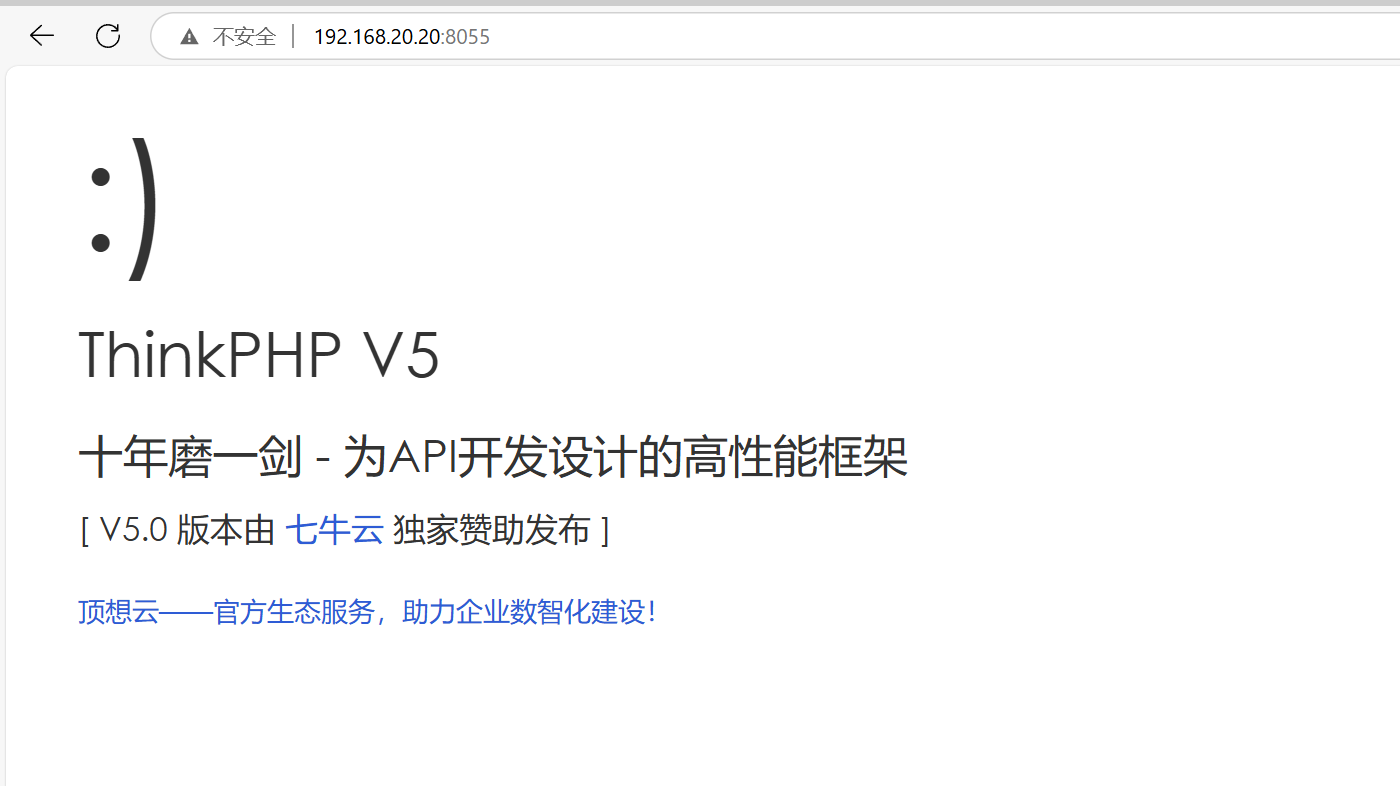 不安全 | 192.168.20.20:8055
:)
ThinkPHP V5
十年磨一剑 - 为API开发设计的高性能框架
[ V5.0 版本由 七牛云 独家赞助发布 ]
顶想云——官方生态服务，助力企业数智化建设！